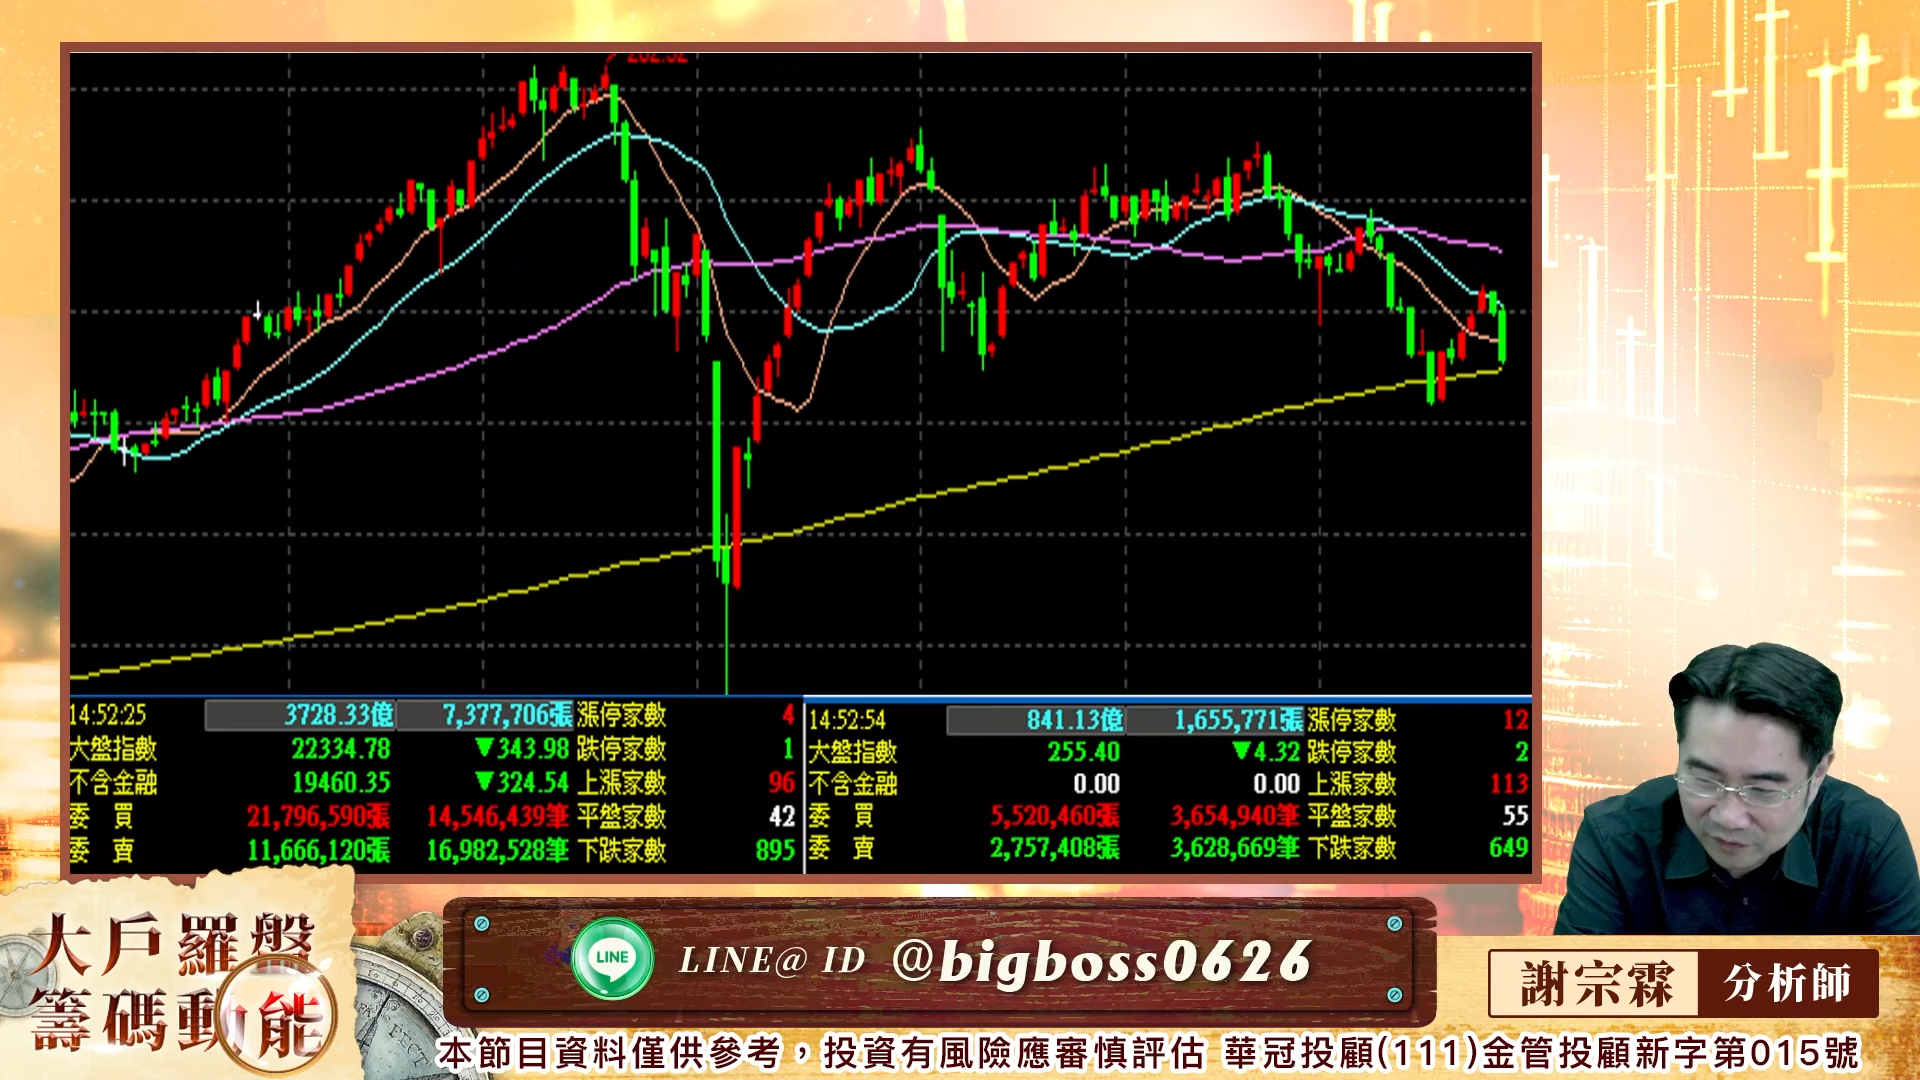 14:52:25 3728.33億 7,377,706張 漲停家數 4
大盤指數 22334.78 ▼343.98 跌停家數 1
不含金融 19460.35 ▼324.54 上漲家數 96
委 買 21,796,590張 14,546,439筆 平盤家數 42
委 賣 11,666,120張 16,982,528筆 下跌家數 895
14:52:54 841.13億 1,655,771張 漲停家數 12
大盤指數 255.40 ▼4.32 跌停家數 2
不含金融 0.00 0.00 上漲家數 113
委 買 5,520,460張 3,654,940筆 平盤家數 55
委 賣 2,757,408張 3,628,669筆 下跌家數 649
大戶羅盤
籌碼動能
LINE
LINE@ ID @bigboss0626
謝宗霖 分析師
本節目資料僅供參考，投資有風險應審慎評估 華冠投顧(111)金管投顧新字第015號